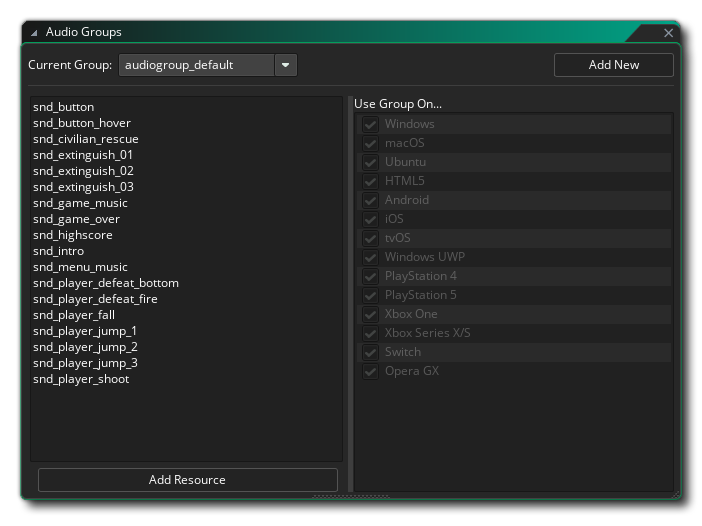 Audio Groups
Current Group: audiogroup_default Add New
snd_button
snd_button_hover
snd_civilian_rescue
snd_extinguish_01
snd_extinguish_02
snd_extinguish_03
snd_game_music
snd_game_over
snd_highscore
snd_intro
snd_menu_music
snd_player_defeat_bottom
snd_player_defeat_fire
snd_player_fall
snd_player_jump_1
snd_player_jump_2
snd_player_jump_3
snd_player_shoot
Add Resource
Use Group On...
Windows
macOS
Ubuntu
HTML5
Android
iOS
tvOS
Windows UWP
PlayStation 4
PlayStation 5
Xbox One
Xbox Series X/S
Switch
Opera GX